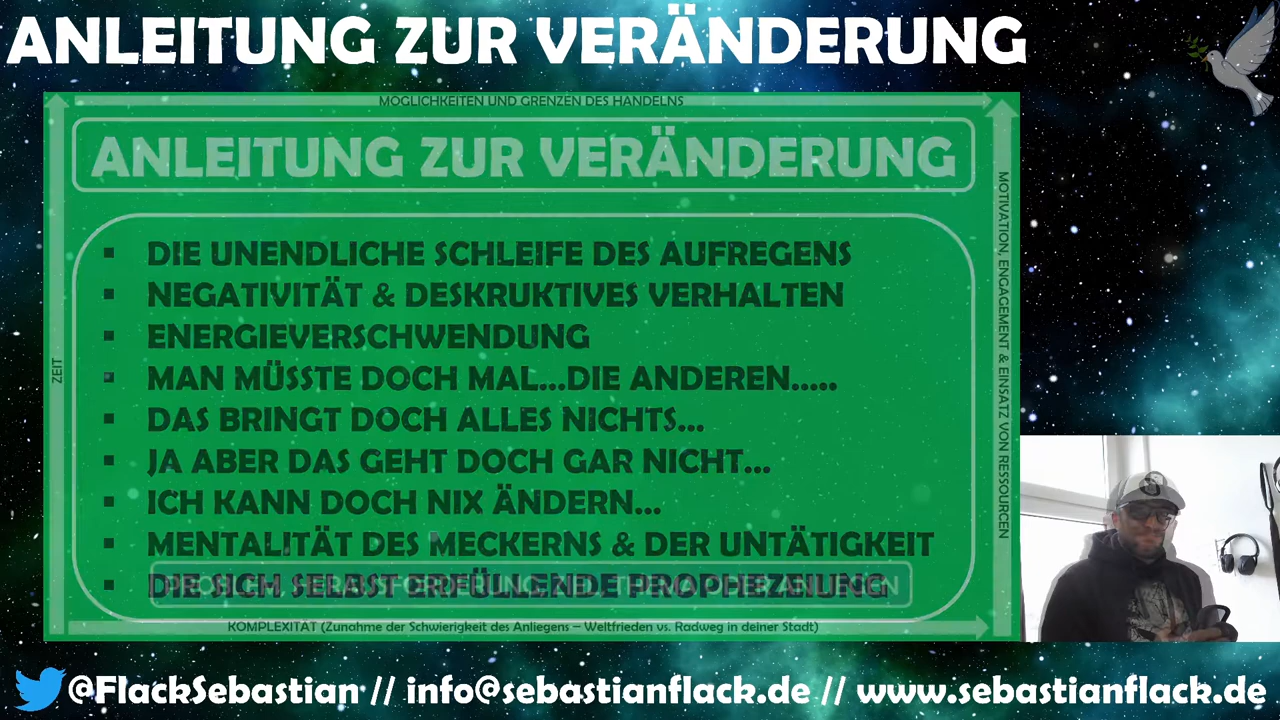 ANLEITUNG ZUR VERÄNDERUNG
MÖGLICHKEITEN UND GRENZEN DES HANDELNS
ANLEITUNG ZUR VERÄNDERUNG
▪ DIE UNENDLICHE SCHLEIFE DES AUFREGENS
▪ NEGATIVITÄT & DESKRUKTIVES VERHALTEN
▪ ENERGIEVERSCHWENDUNG
▪ MAN MÜSSTE DOCH MAL...DIE ANDEREN.....
▪ DAS BRINGT DOCH ALLES NICHTS...
▪ JA ABER DAS GEHT DOCH GAR NICHT...
▪ ICH KANN DOCH NIX ÄNDERN...
▪ MENTALITÄT DES MECKERNS & DER UNTÄTIGKEIT
▪ DIE SICH SELBST ERFÜLLENDE PROPHEZAIUNG
ZEIT
MOTIVATION, ENGAGEMENT & EINSATZ VON RESSOURCEN
KOMPLEXITÄT (Zunahme der Schwierigkeit des Anliegens – Weltfrieden vs. Radweg in deiner Stadt)
@FlackSebastian // info@sebastianflack.de // www.sebastianflack.de